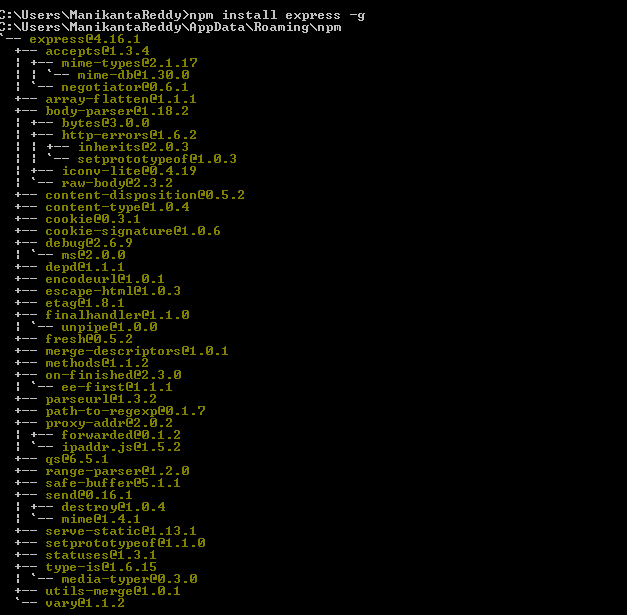 C:\Users\ManikantaReddy>npm install express -g
C:\Users\ManikantaReddy\AppData\Roaming\npm
`-- express@4.16.1
  +-- accepts@1.3.4
  | +-- mime-types@2.1.17
  | | `-- mime-db@1.30.0
  | `-- negotiator@0.6.1
  +-- array-flatten@1.1.1
  +-- body-parser@1.18.2
  | +-- bytes@3.0.0
  | +-- http-errors@1.6.2
  | | +-- inherits@2.0.3
  | | `-- setprototypeof@1.0.3
  | +-- iconv-lite@0.4.19
  | `-- raw-body@2.3.2
  +-- content-disposition@0.5.2
  +-- content-type@1.0.4
  +-- cookie@0.3.1
  +-- cookie-signature@1.0.6
  +-- debug@2.6.9
  | `-- ms@2.0.0
  +-- depd@1.1.1
  +-- encodeurl@1.0.1
  +-- escape-html@1.0.3
  +-- etag@1.8.1
  +-- finalhandler@1.1.0
  | `-- unpipe@1.0.0
  +-- fresh@0.5.2
  +-- merge-descriptors@1.0.1
  +-- methods@1.1.2
  +-- on-finished@2.3.0
  | `-- ee-first@1.1.1
  +-- parseurl@1.3.2
  +-- path-to-regexp@0.1.7
  +-- proxy-addr@2.0.2
  | +-- forwarded@0.1.2
  | `-- ipaddr.js@1.5.2
  +-- qs@6.5.1
  +-- range-parser@1.2.0
  +-- safe-buffer@5.1.1
  +-- send@0.16.1
  | +-- destroy@1.0.4
  | `-- mime@1.4.1
  +-- serve-static@1.13.1
  +-- setprototypeof@1.1.0
  +-- statuses@1.3.1
  +-- type-is@1.6.15
  | `-- media-typer@0.3.0
  +-- utils-merge@1.0.1
  `-- vary@1.1.2